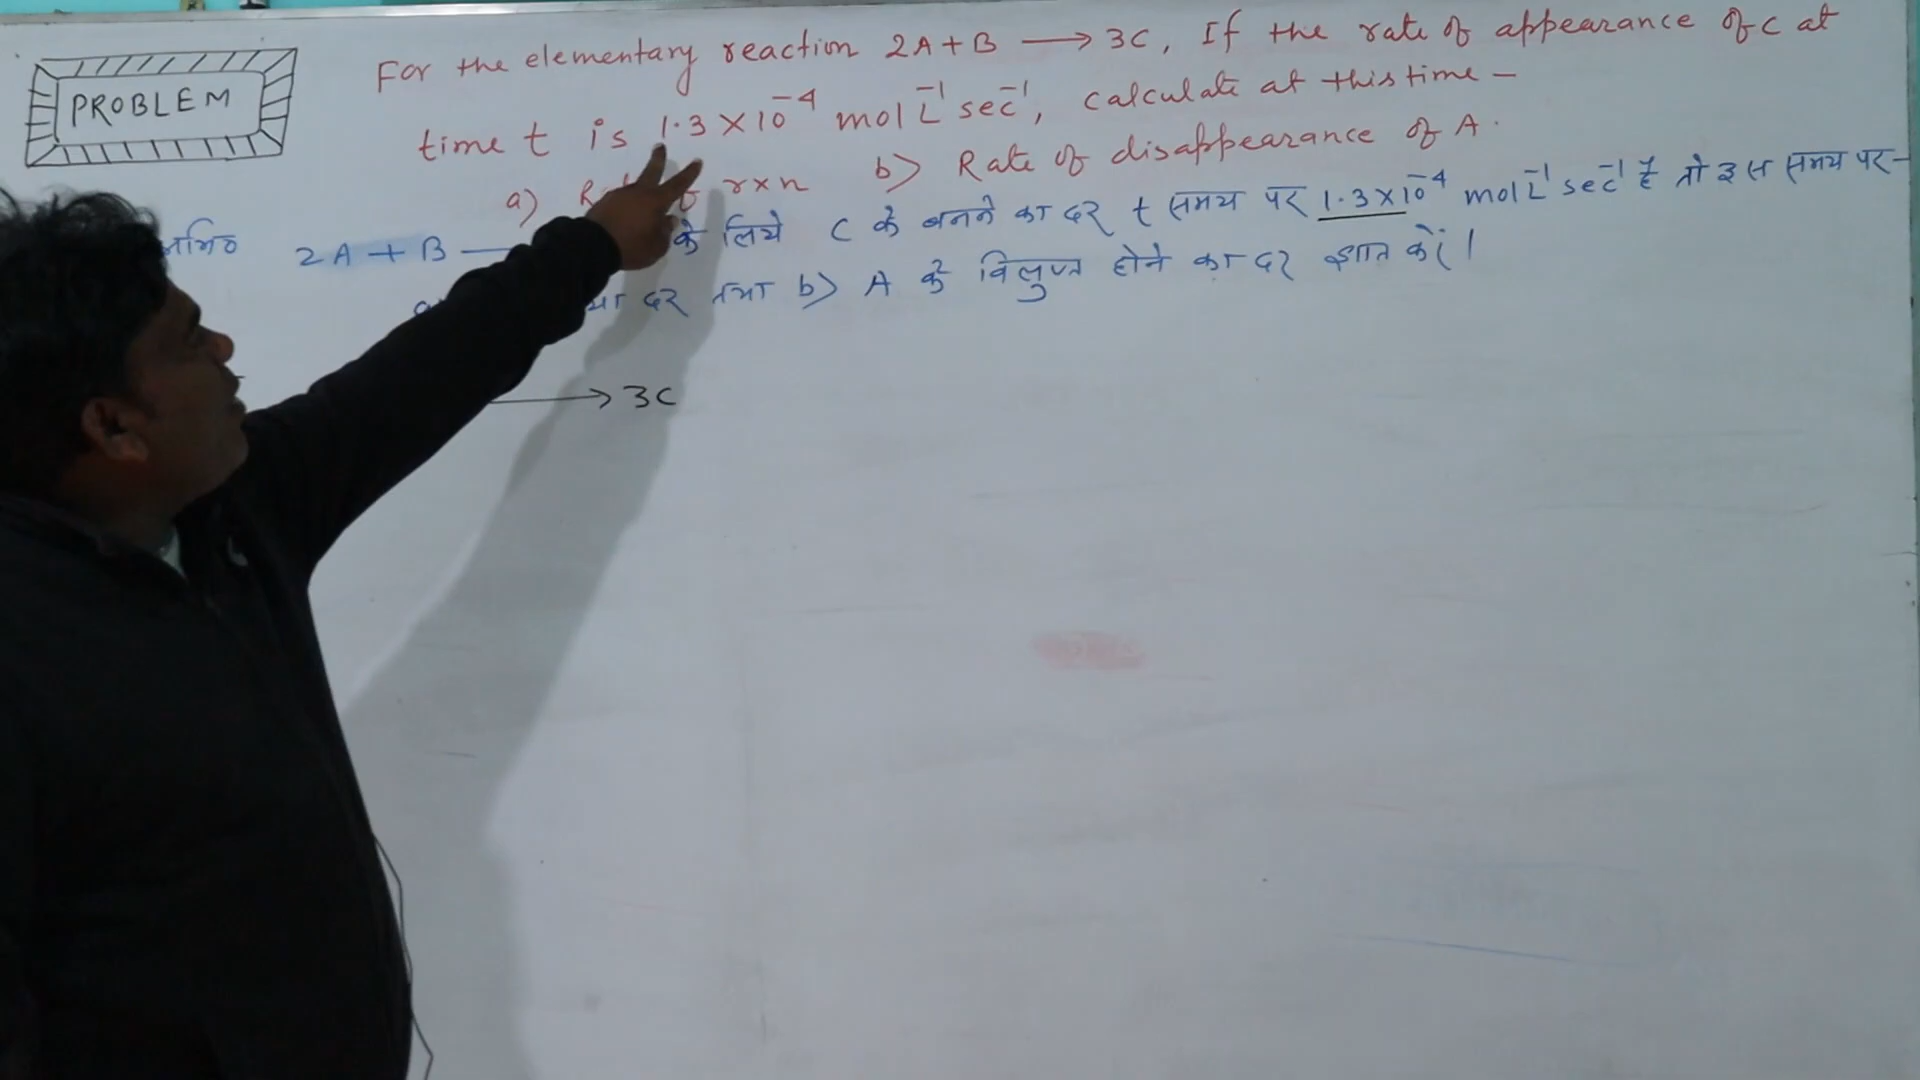 PROBLEM
For the elementary reaction 2A + B ⟶ 3C, If the rate of appearance of C at
time t is 1.3 × 10⁻⁴ mol L⁻¹ sec⁻¹, calculate at this time –
a) rxn b) Rate of disappearance of A.
2A + B — के लिये C के बनने का दर t समय पर 1.3×10⁻⁴ mol L⁻¹ sec⁻¹ है तो इस समय पर–
दर तथा b) A के विलुप्त होने का दर ज्ञात करें।
⟶ 3C